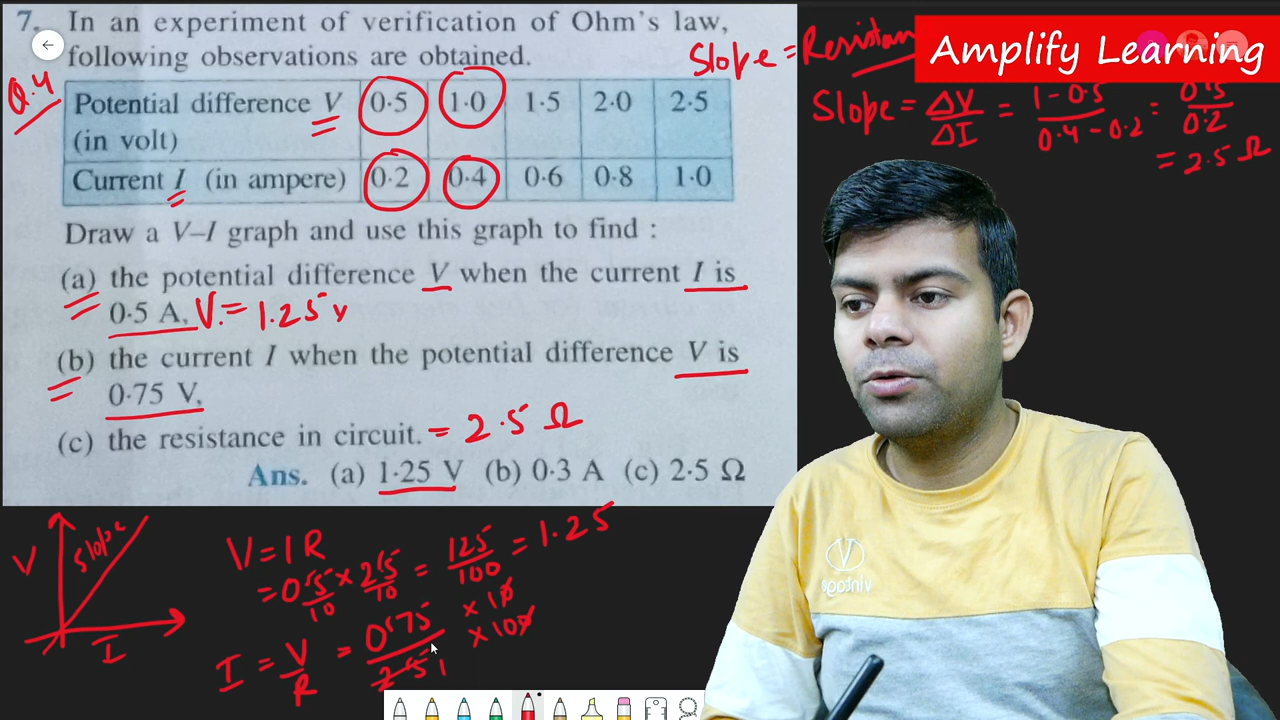 7. In an experiment of verification of Ohm's law,
following observations are obtained.
Slope = Resistan
Amplify Learning
Q.4
Potential difference V 0·5 1·0 1·5 2·0 2·5
(in volt)
Current I (in ampere) 0·2 0·4 0·6 0·8 1·0
Slope = ΔV/ΔI = 1 - 0.5/0.4 - 0.2 = 0.5/0.2
= 2.5 Ω
Draw a V–I graph and use this graph to find :
(a) the potential difference V when the current I is
0·5 A, V = 1.25 V
(b) the current I when the potential difference V is
0·75 V,
(c) the resistance in circuit. = 2.5 Ω
Ans. (a) 1·25 V (b) 0·3 A (c) 2·5 Ω
V
Slope
I
V = IR
= 0.5/10 × 2.5/10 = 125/100 = 1.25
I = V/R = 0.75/2.5 × 10 × 100